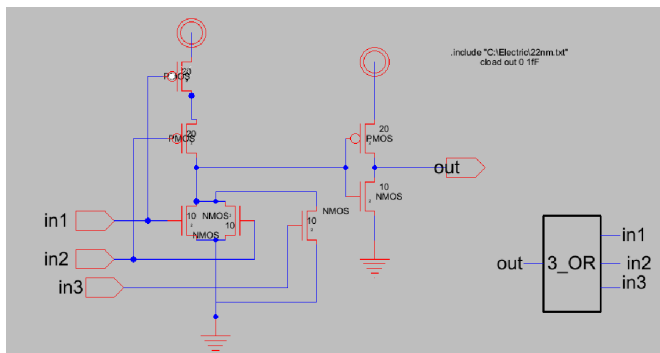 .include "C:\Electric\22nm.txt"
cload out 0 1fF
20
PMOS
20
PMOS
20
PMOS
out
10
NMOS
in1
10
NMOS
NMOS
10
NMOS
10
in2
in3
in1
out
3_OR
in2
in3